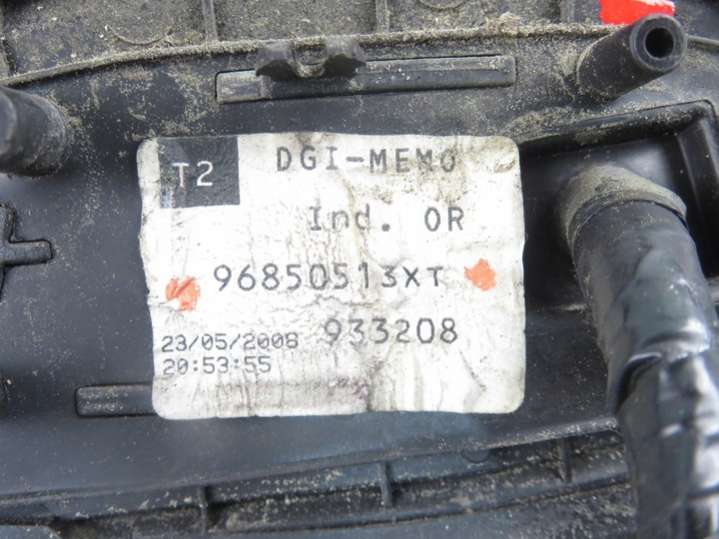 T2 DGI-MEMO
Ind. 0R
96850513XT
23/05/2008 933208
20:53:55